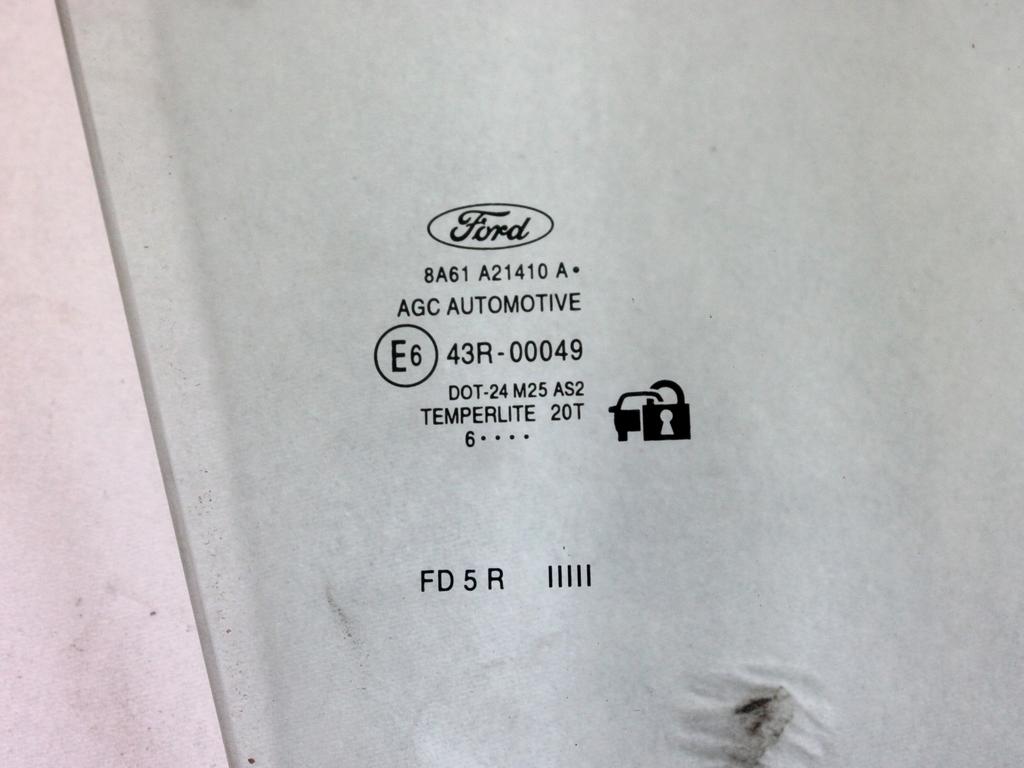 Ford
8A61 A21410 A•
AGC AUTOMOTIVE
E6 43R-00049
DOT-24 M25 AS2
TEMPERLITE 20T
6····
FD 5 R IIIII